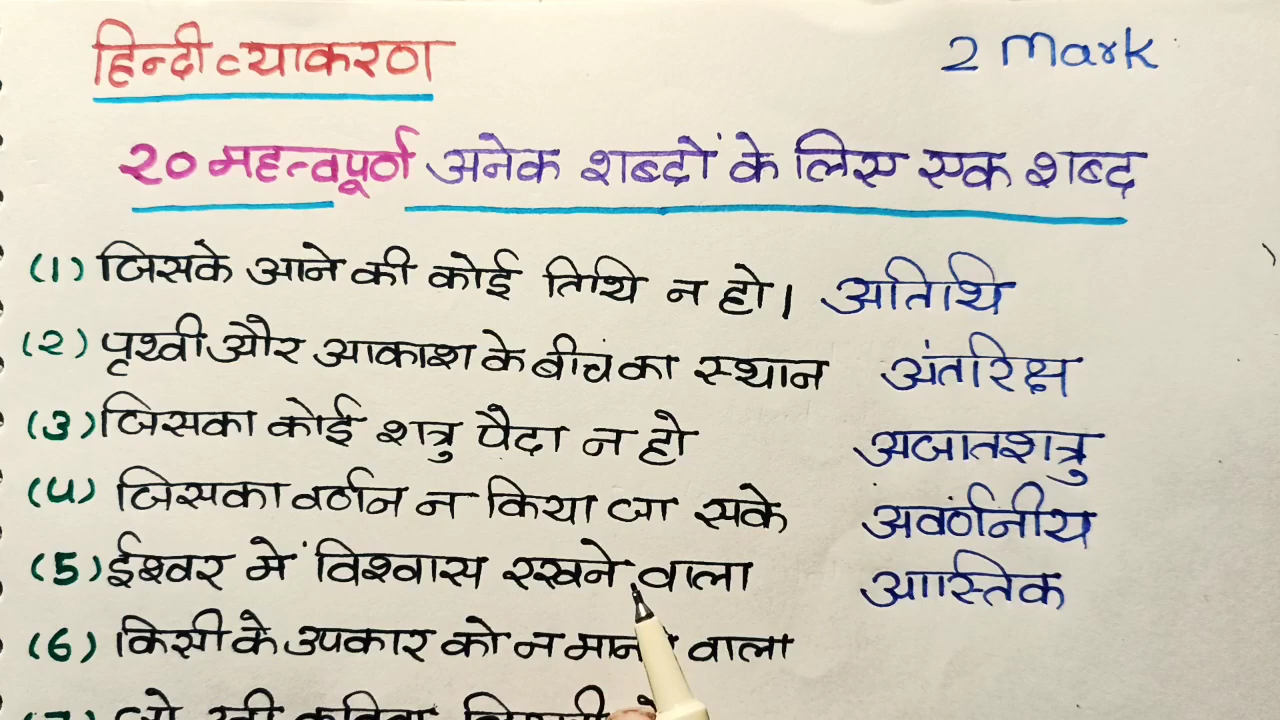 हिन्दी व्याकरण
2 Mark
20 महत्वपूर्ण अनेक शब्दों के लिए एक शब्द
(1) जिसके आने की कोई तिथि न हो। अतिथि
(2) पृथ्वी और आकाश के बीच का स्थान अंतरिक्ष
(3) जिसका कोई शत्रु पैदा न हो अजातशत्रु
(4) जिसका वर्णन न किया जा सके अवर्णनीय
(5) ईश्वर में विश्वास रखने वाला आस्तिक
(6) किसी के उपकार को न वाला